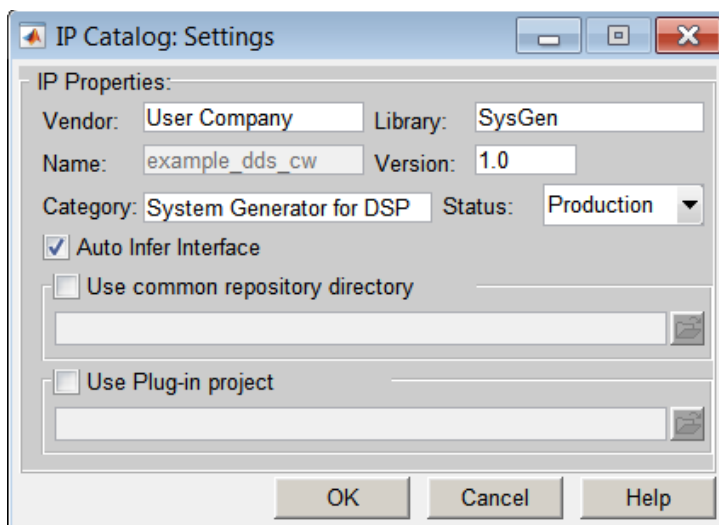 IP Catalog: Settings
IP Properties:
Vendor: User Company Library: SysGen
Name: example_dds_cw Version: 1.0
Category: System Generator for DSP Status: Production
Auto Infer Interface
Use common repository directory
Use Plug-in project
OK Cancel Help